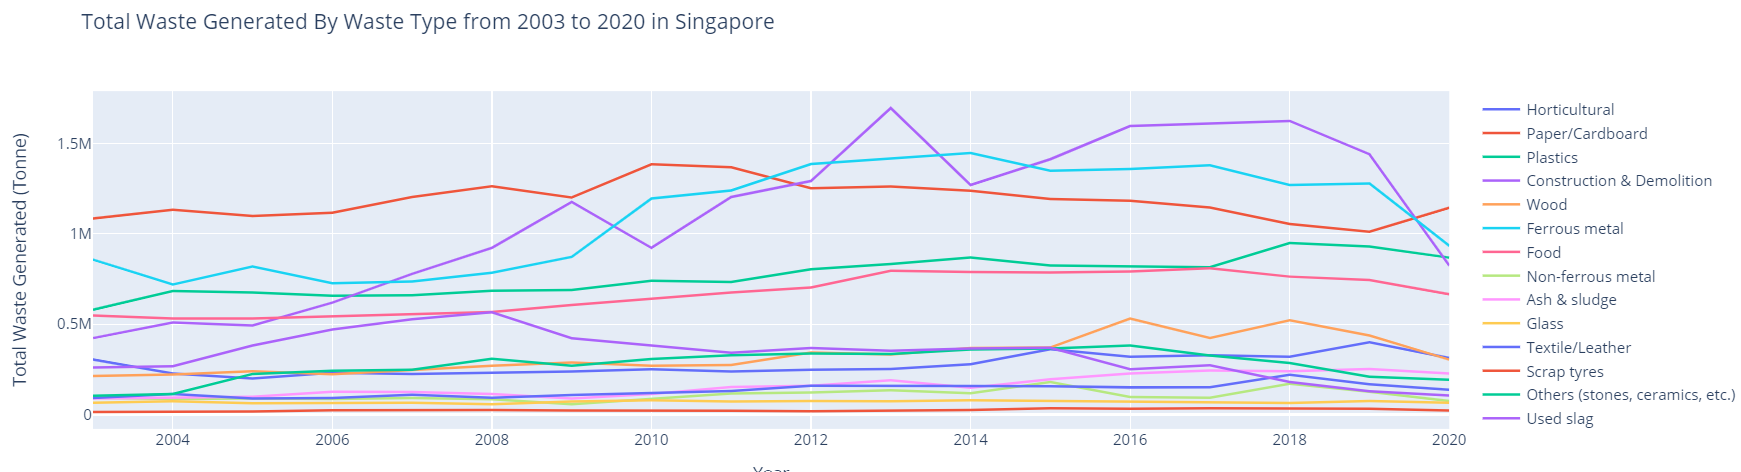 Total Waste Generated By Waste Type from 2003 to 2020 in Singapore
Total Waste Generated (Tonne)
1.5M
1M
0.5M
0
2004 2006 2008 2010 2012 2014 2016 2018 2020
Year
Horticultural
Paper/Cardboard
Plastics
Construction & Demolition
Wood
Ferrous metal
Food
Non-ferrous metal
Ash & sludge
Glass
Textile/Leather
Scrap tyres
Others (stones, ceramics, etc.)
Used slag